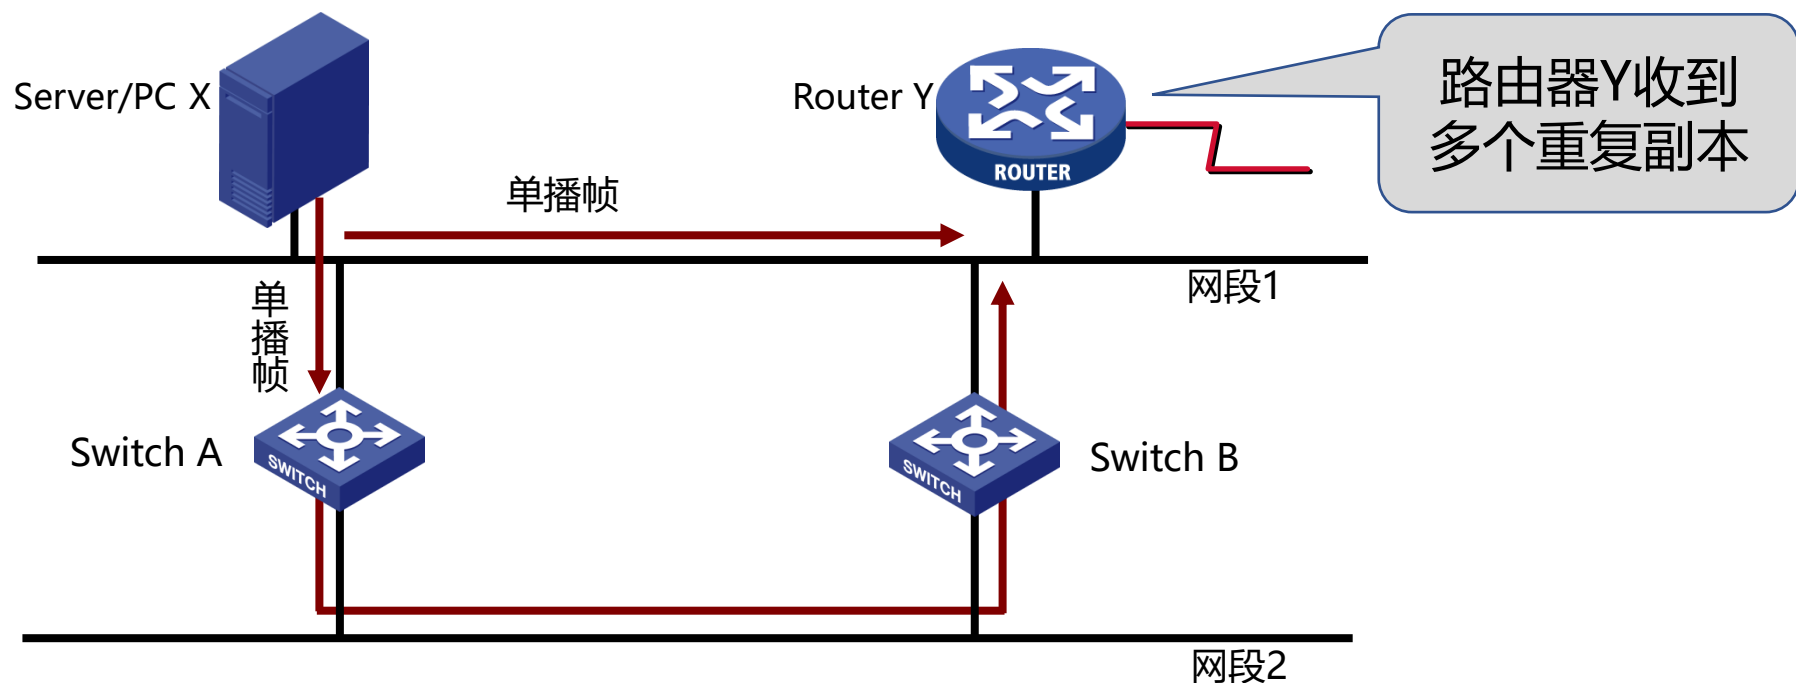 Server/PC X
Router Y
路由器Y收到
多个重复副本
ROUTER
单播帧
网段1
单
播
帧
Switch A
SWITCH
SWITCH
Switch B
网段2